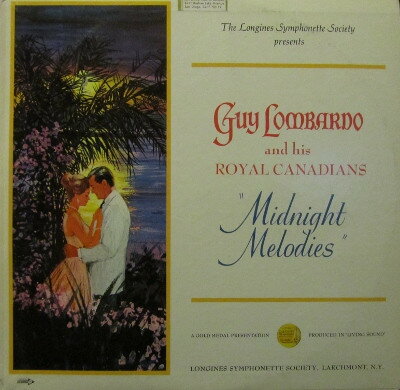 The Longines Symphonette Society
presents
Guy Lombardo
and his
ROYAL CANADIANS
"Midnight
Melodies"
A GOLD MEDAL PRESENTATION PRODUCED IN "LIVING SOUND"
LONGINES SYMPHONETTE SOCIETY, LARCHMONT, N.Y.